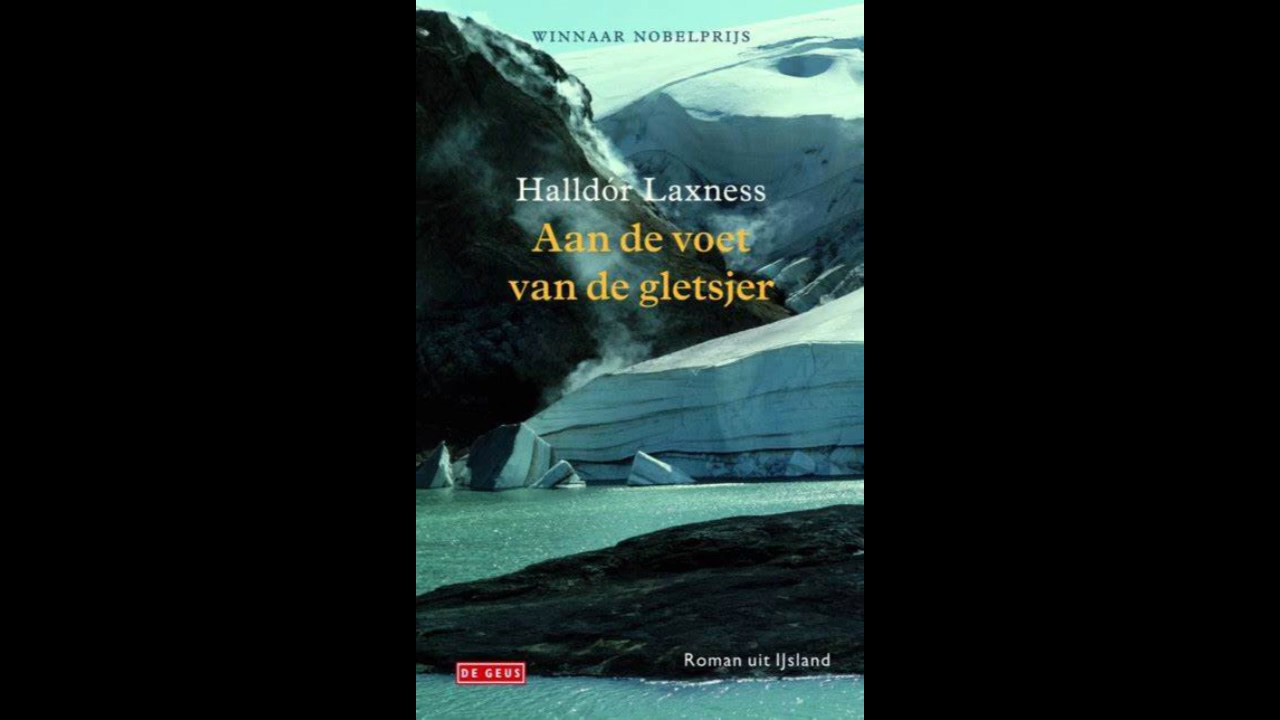 WINNAAR NOBELPRIJS
Halldór Laxness
Aan de voet
van de gletsjer
Roman uit IJsland
DE GEUS